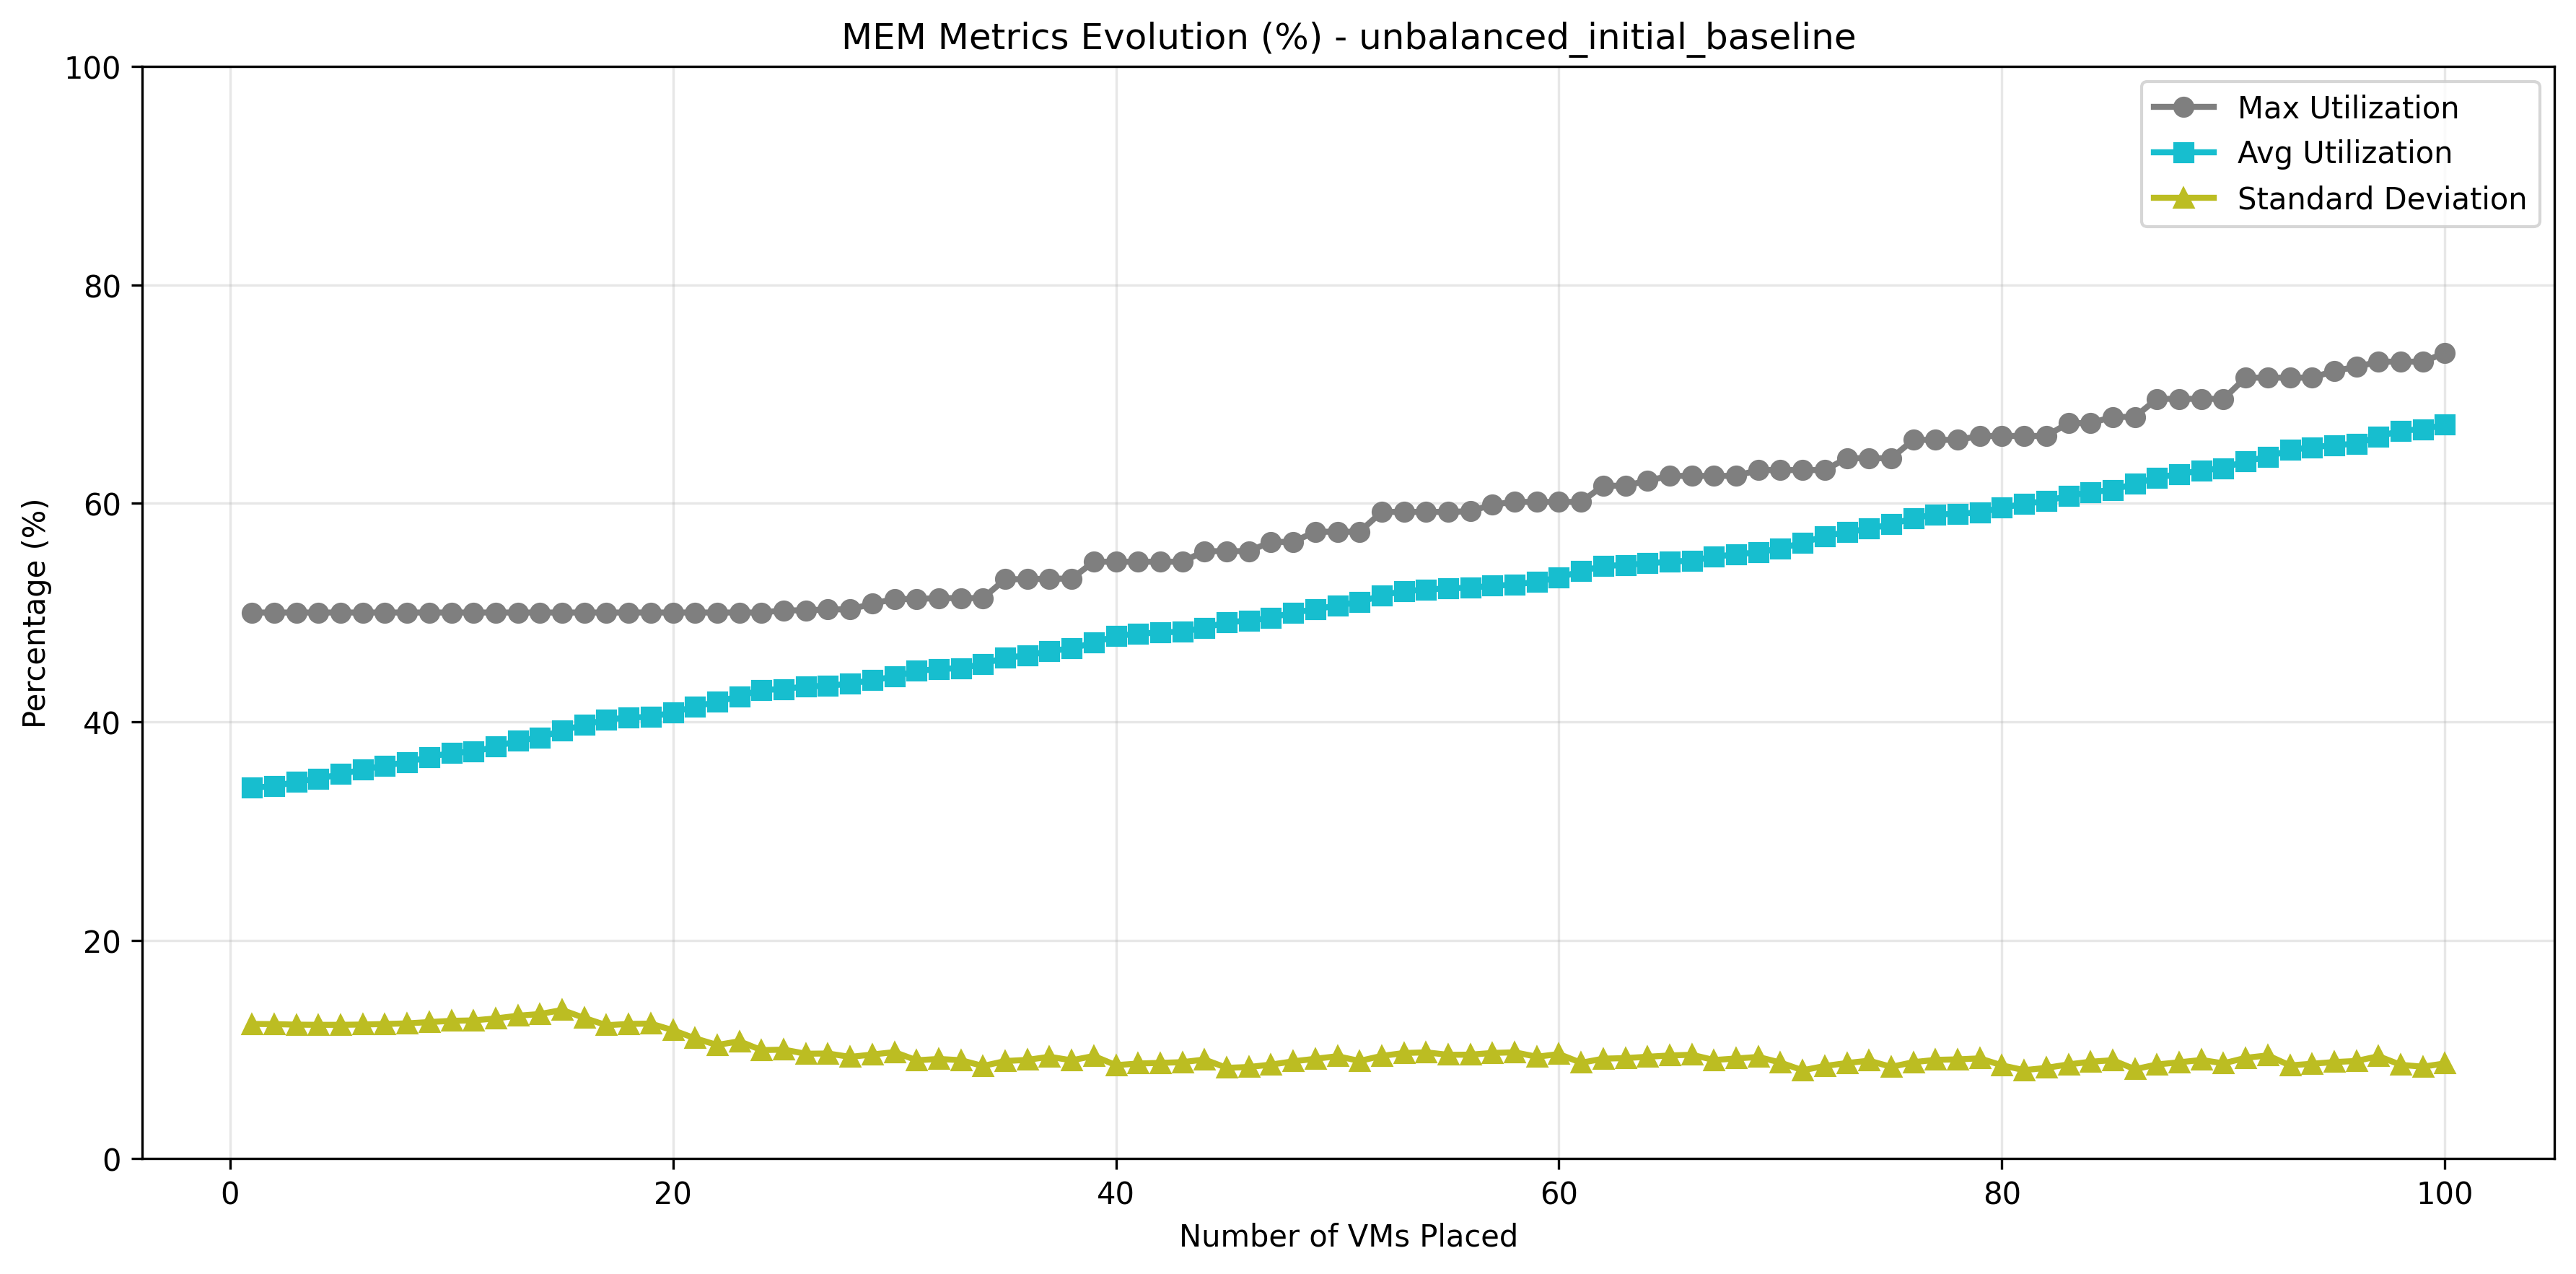 MEM Metrics Evolution (%) - unbalanced_initial_baseline
100
80
60
40
20
0
Percentage (%)
Max Utilization
Avg Utilization
Standard Deviation
0 20 40 60 80 100
Number of VMs Placed